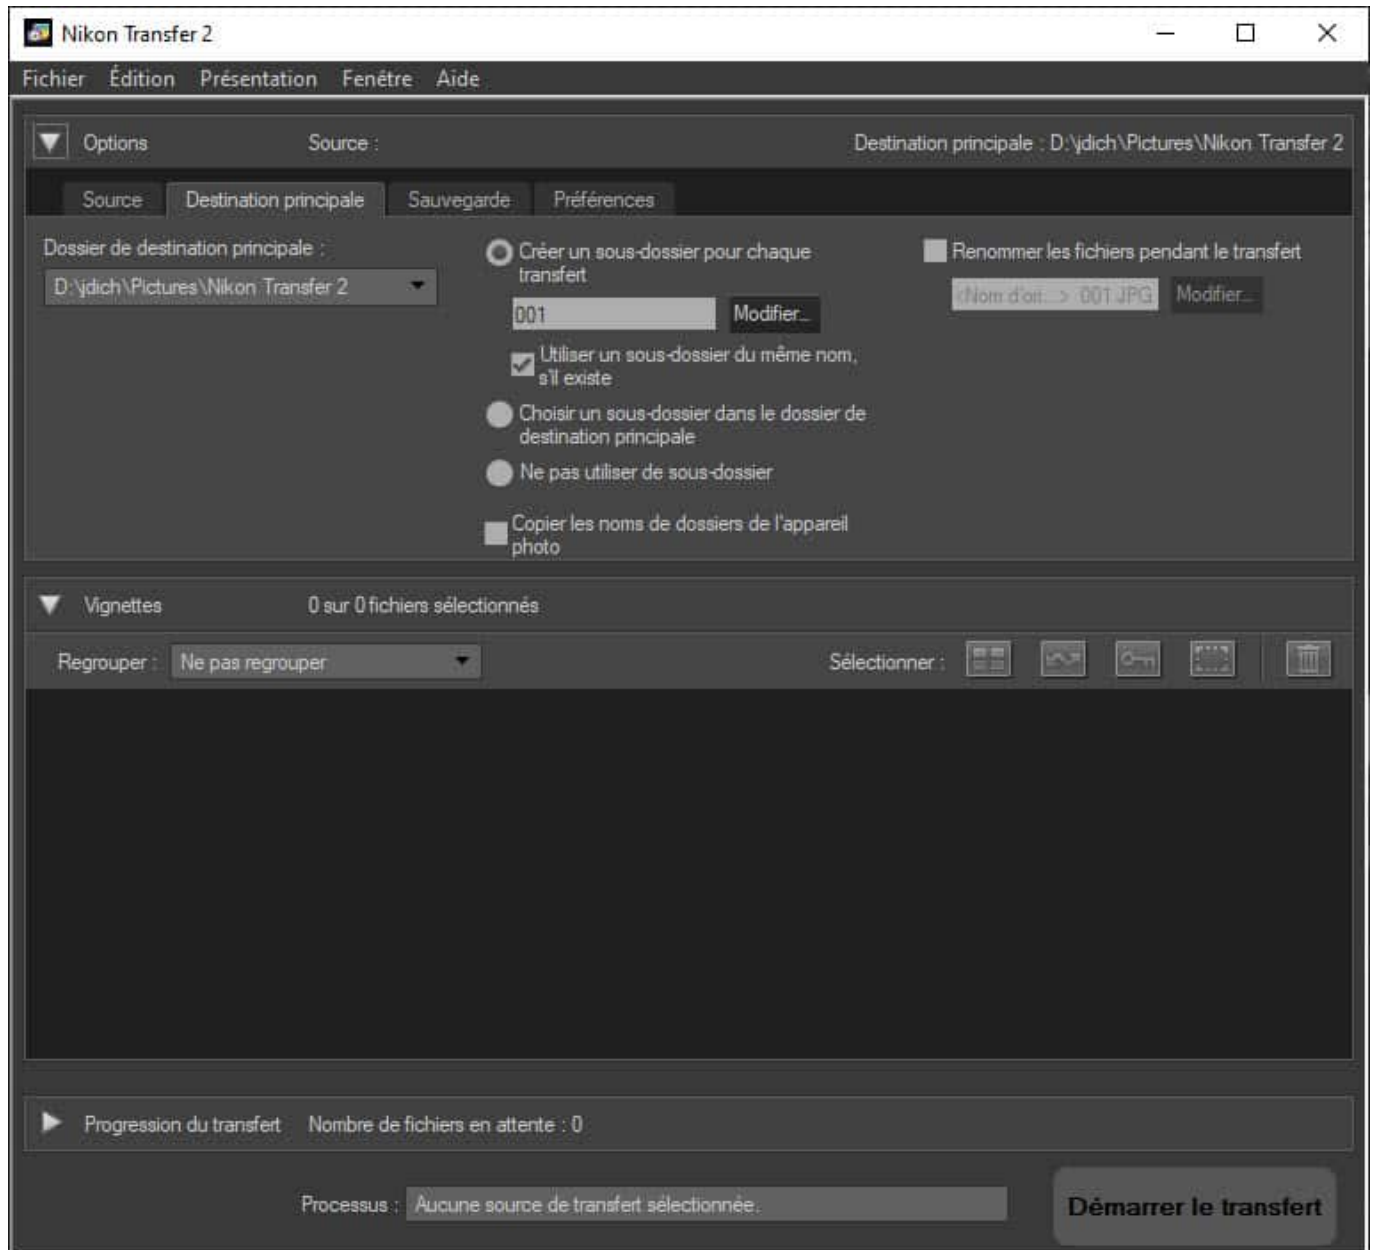 Nikon Transfer 2
Fichier Édition Présentation Fenêtre Aide
Options Source : Destination principale : D:\jdich\Pictures\Nikon Transfer 2
Source Destination principale Sauvegarde Préférences
Dossier de destination principale :
D:\jdich\Pictures\Nikon Transfer 2
Créer un sous-dossier pour chaque
transfert
001 Modifier...
Utiliser un sous-dossier du même nom,
s'il existe
Choisir un sous-dossier dans le dossier de
destination principale
Ne pas utiliser de sous-dossier
Copier les noms de dossiers de l'appareil
photo
Renommer les fichiers pendant le transfert
<Nom d'ori...> 001.JPG Modifier...
Vignettes 0 sur 0 fichiers sélectionnés
Regrouper : Ne pas regrouper Sélectionner :
Progression du transfert Nombre de fichiers en attente : 0
Processus : Aucune source de transfert sélectionnée.
Démarrer le transfert